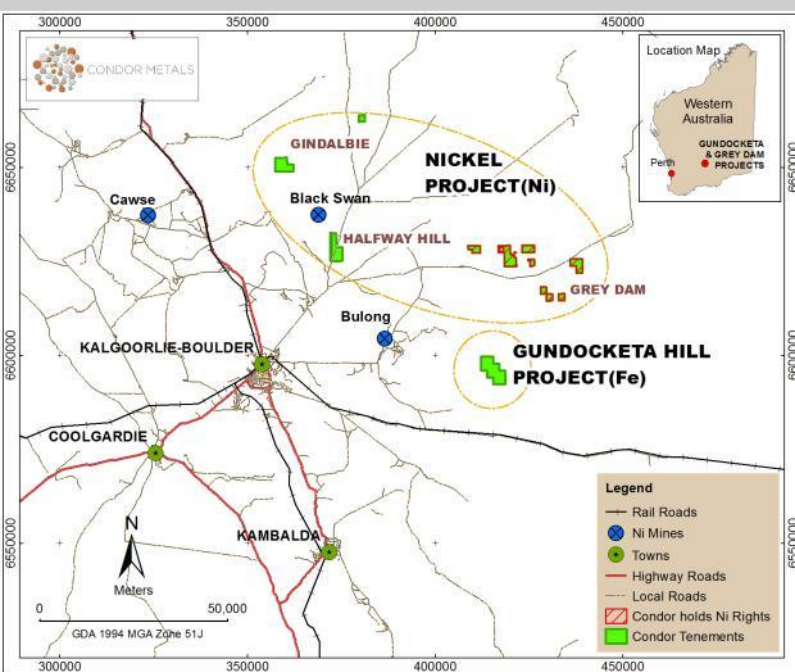 300000 350000 400000 450000
CONDOR METALS
Location Map
Western
Australia
Perth
GUNDOCKETA
& GREY DAM
PROJECTS
6650000
6650000
GINDALBIE
NICKEL
PROJECT(Ni)
Cawse
Black Swan
HALFWAY HILL
GREY DAM
Bulong
6600000
6600000
KALGOORLIE-BOULDER
GUNDOCKETA HILL
PROJECT(Fe)
COOLGARDIE
KAMBALDA
6550000
6550000
N
Meters
0 50,000
GDA 1994 MGA Zone 51J
Legend
Rail Roads
Ni Mines
Towns
Highway Roads
Local Roads
Condor holds Ni Rights
Condor Tenements
300000 350000 400000 450000